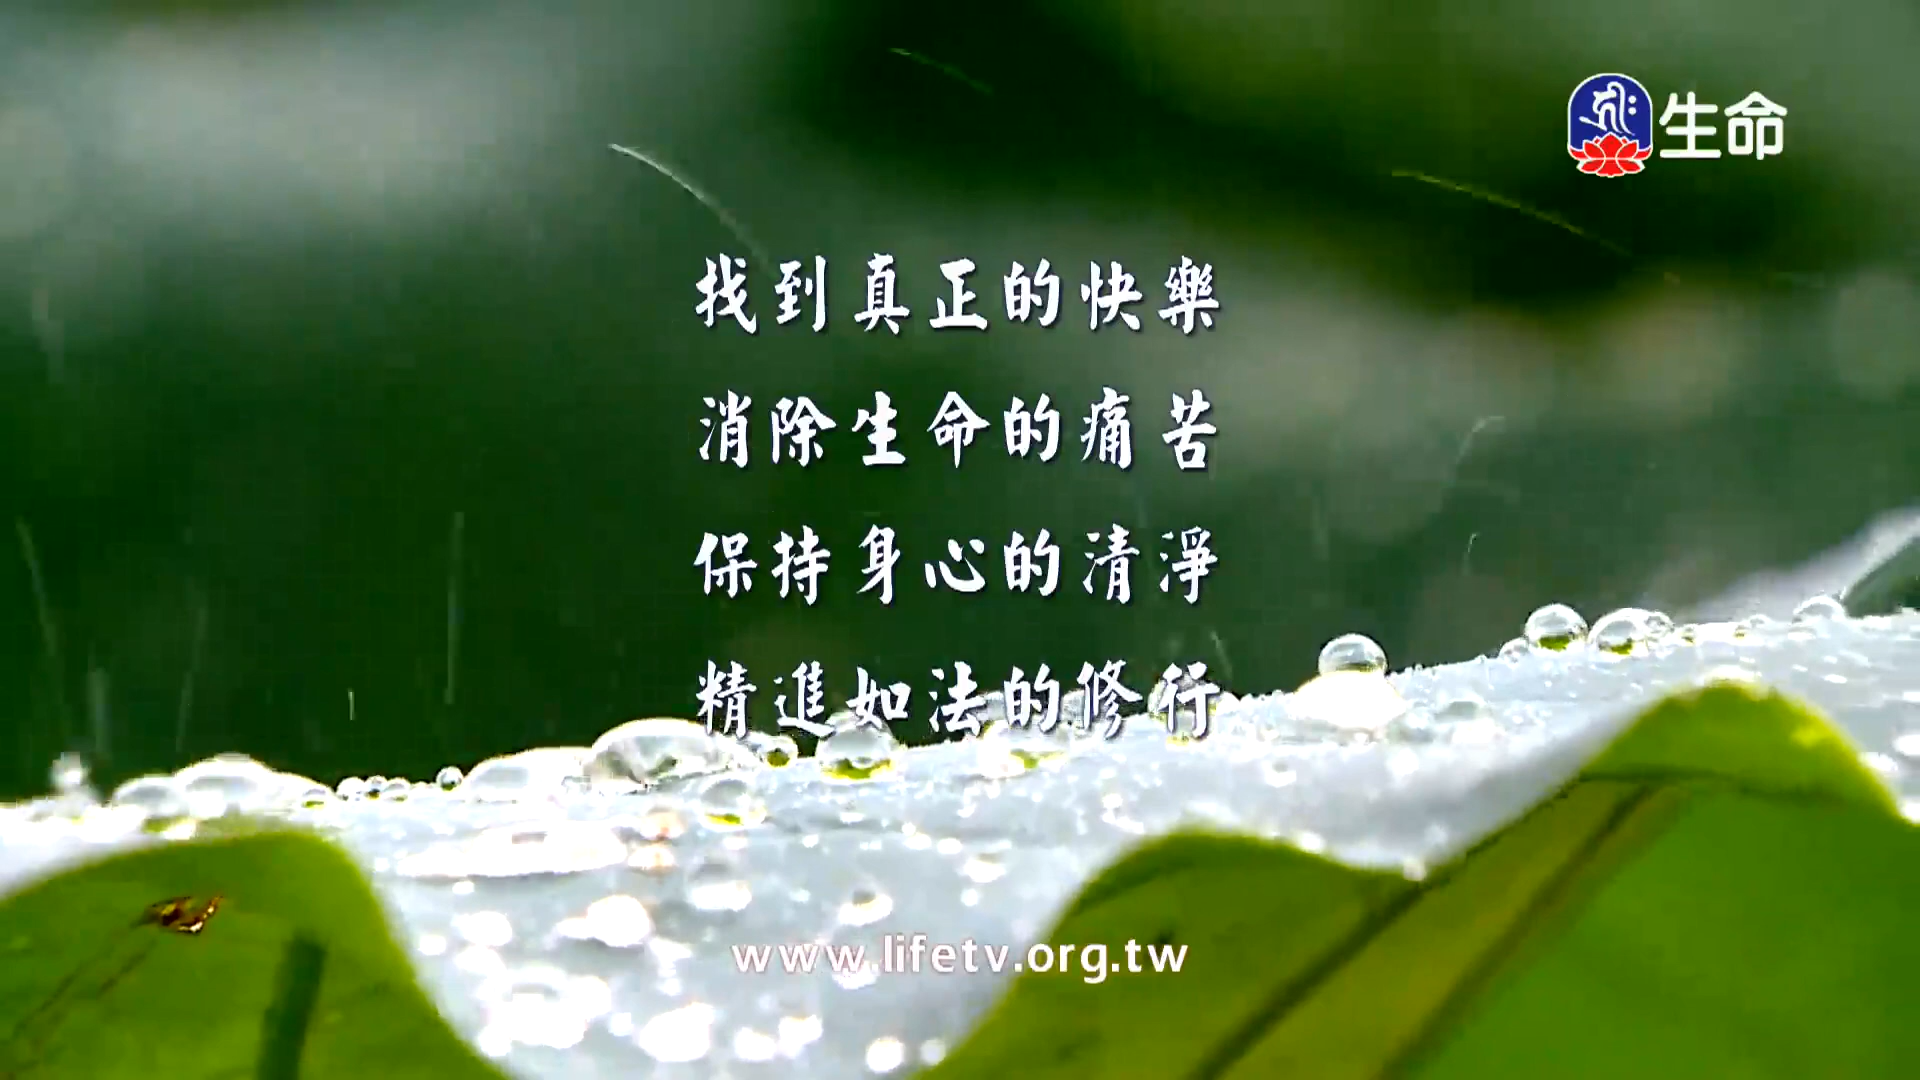 生命
找到真正的快樂
消除生命的痛苦
保持身心的清淨
精進如法的修行
www.lifetv.org.tw